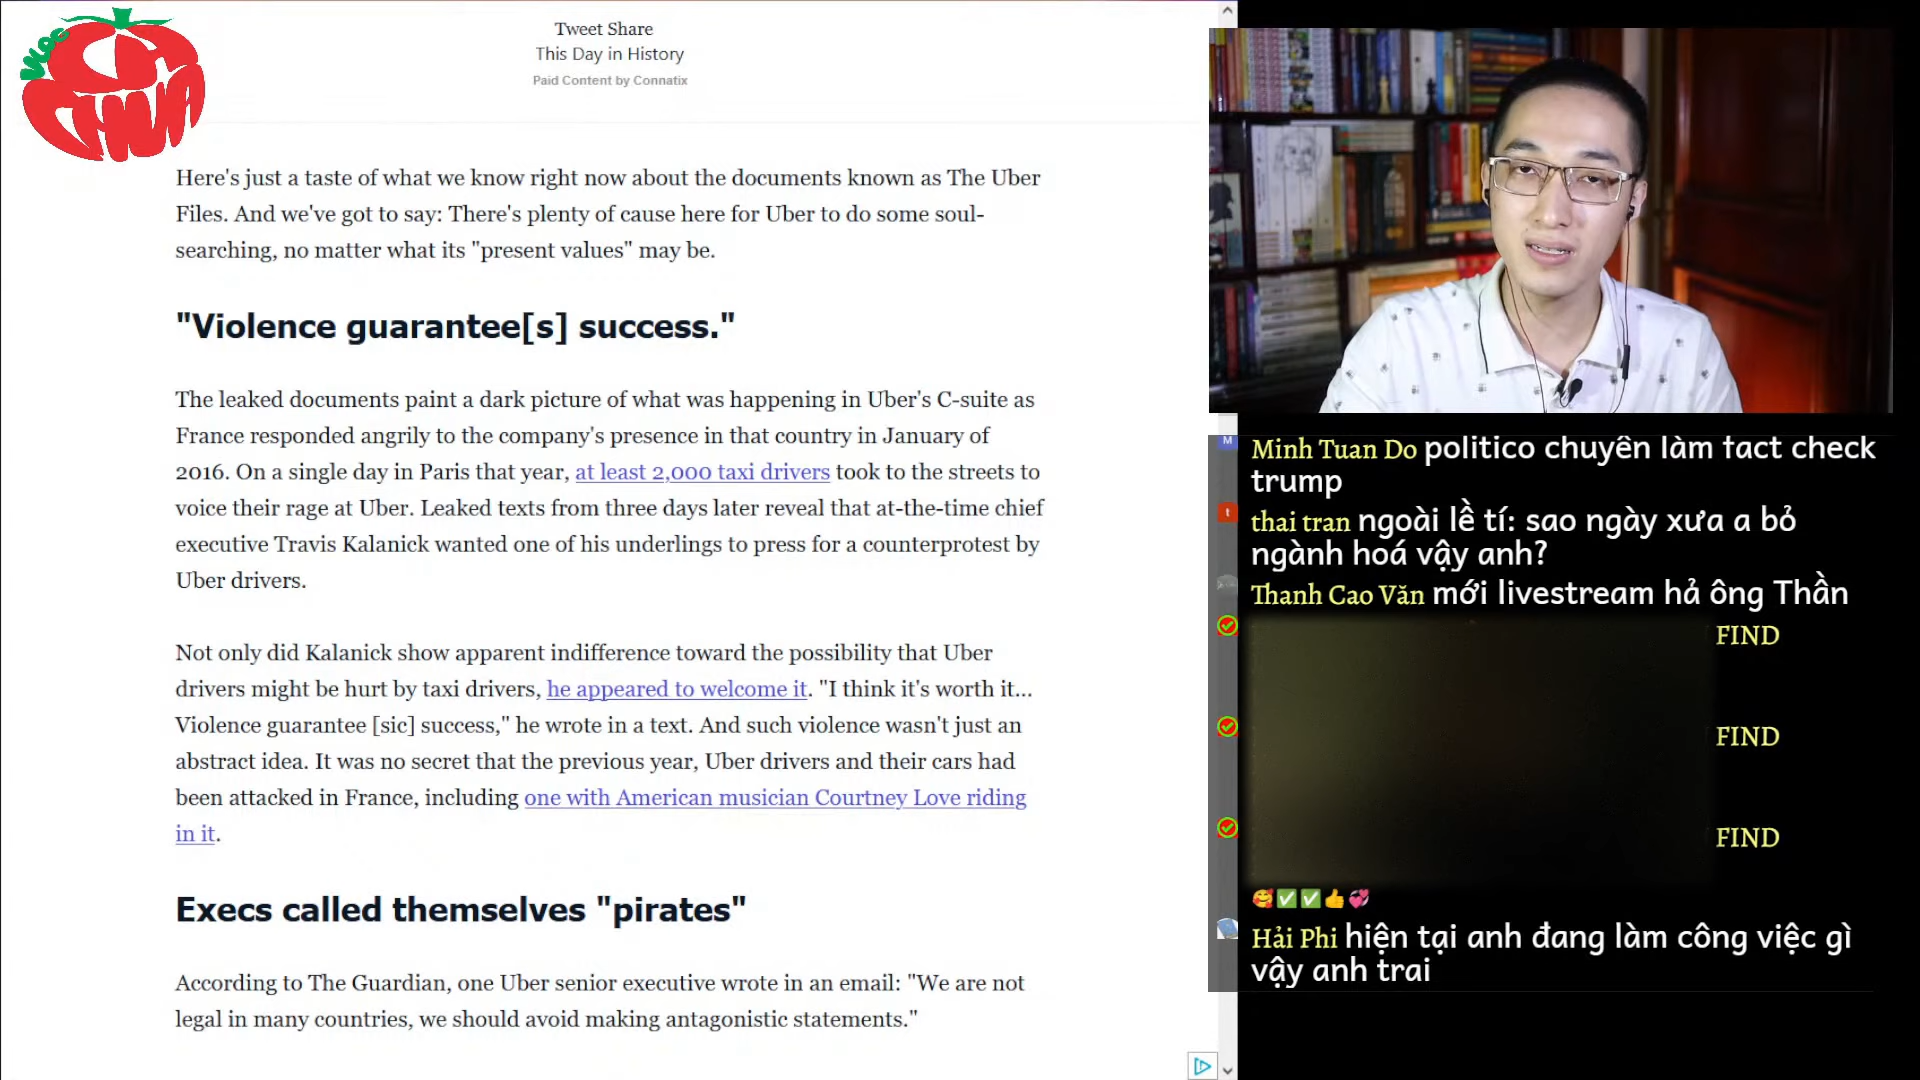 VLOG
CÀ
CHUA
Tweet Share
This Day in History
Paid Content by Connatix
Here's just a taste of what we know right now about the documents known as The Uber
Files. And we've got to say: There's plenty of cause here for Uber to do some soul-
searching, no matter what its "present values" may be.
"Violence guarantee[s] success."
The leaked documents paint a dark picture of what was happening in Uber's C-suite as
France responded angrily to the company's presence in that country in January of
2016. On a single day in Paris that year, at least 2,000 taxi drivers took to the streets to
voice their rage at Uber. Leaked texts from three days later reveal that at-the-time chief
executive Travis Kalanick wanted one of his underlings to press for a counterprotest by
Uber drivers.
Not only did Kalanick show apparent indifference toward the possibility that Uber
drivers might be hurt by taxi drivers, he appeared to welcome it. "I think it's worth it...
Violence guarantee [sic] success," he wrote in a text. And such violence wasn't just an
abstract idea. It was no secret that the previous year, Uber drivers and their cars had
been attacked in France, including one with American musician Courtney Love riding
in it.
Execs called themselves "pirates"
According to The Guardian, one Uber senior executive wrote in an email: "We are not
legal in many countries, we should avoid making antagonistic statements."
M
Minh Tuan Do politico chuyên làm fact check
trump
t
thai tran ngoài lề tí: sao ngày xưa a bỏ
ngành hoá vậy anh?
Thanh Cao Văn mới livestream hả ông Thần
FIND
FIND
FIND
🥰✅✅👍💞
Hải Phi hiện tại anh đang làm công việc gì
vậy anh trai